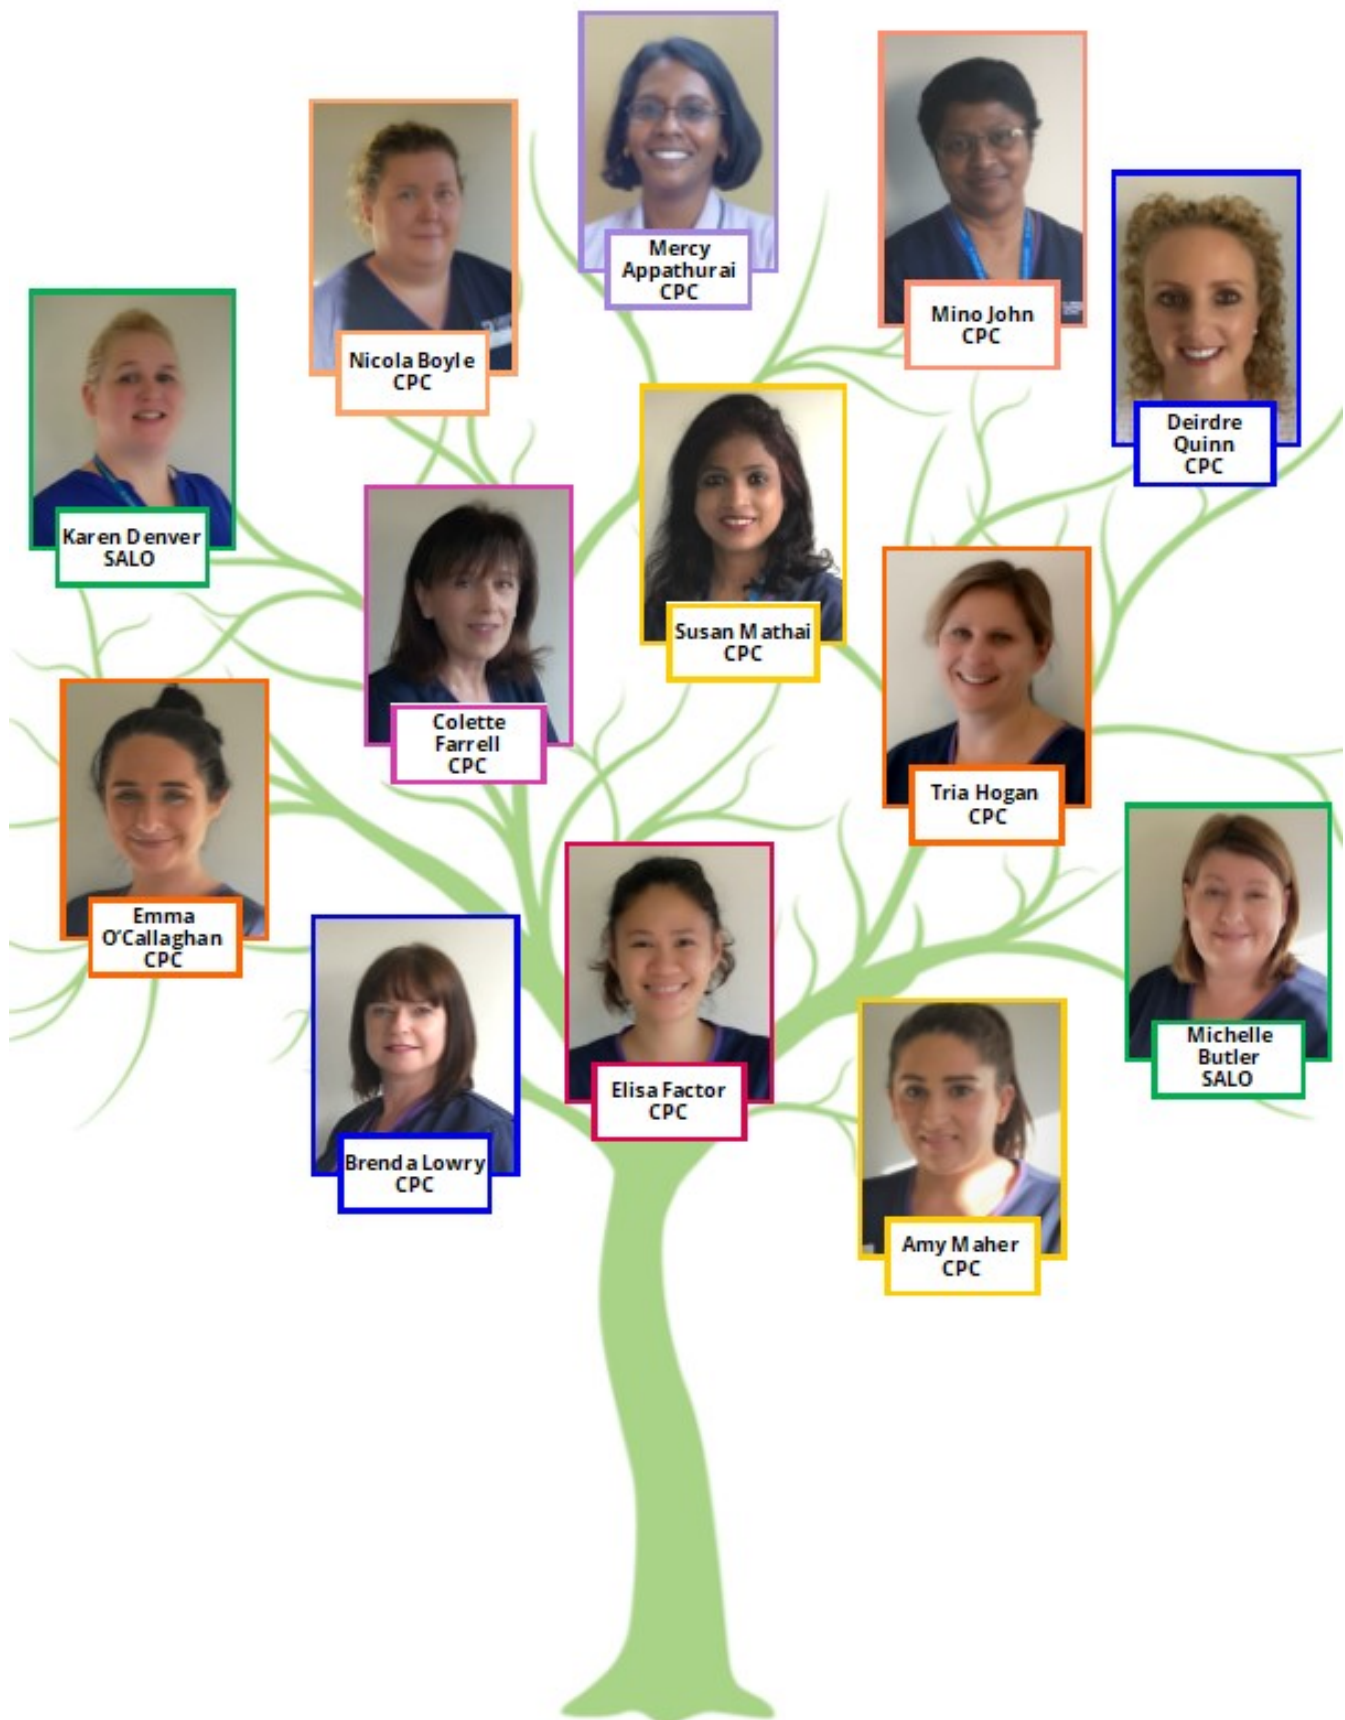 Mercy
Appathurai
CPC
Mino John
CPC
Nicola Boyle
CPC
Deirdre
Quinn
CPC
Karen Denver
SALO
Susan Mathai
CPC
Colette
Farrell
CPC
Tria Hogan
CPC
Emma
O'Callaghan
CPC
Michelle
Butler
SALO
Elisa Factor
CPC
Brenda Lowry
CPC
Amy Maher
CPC